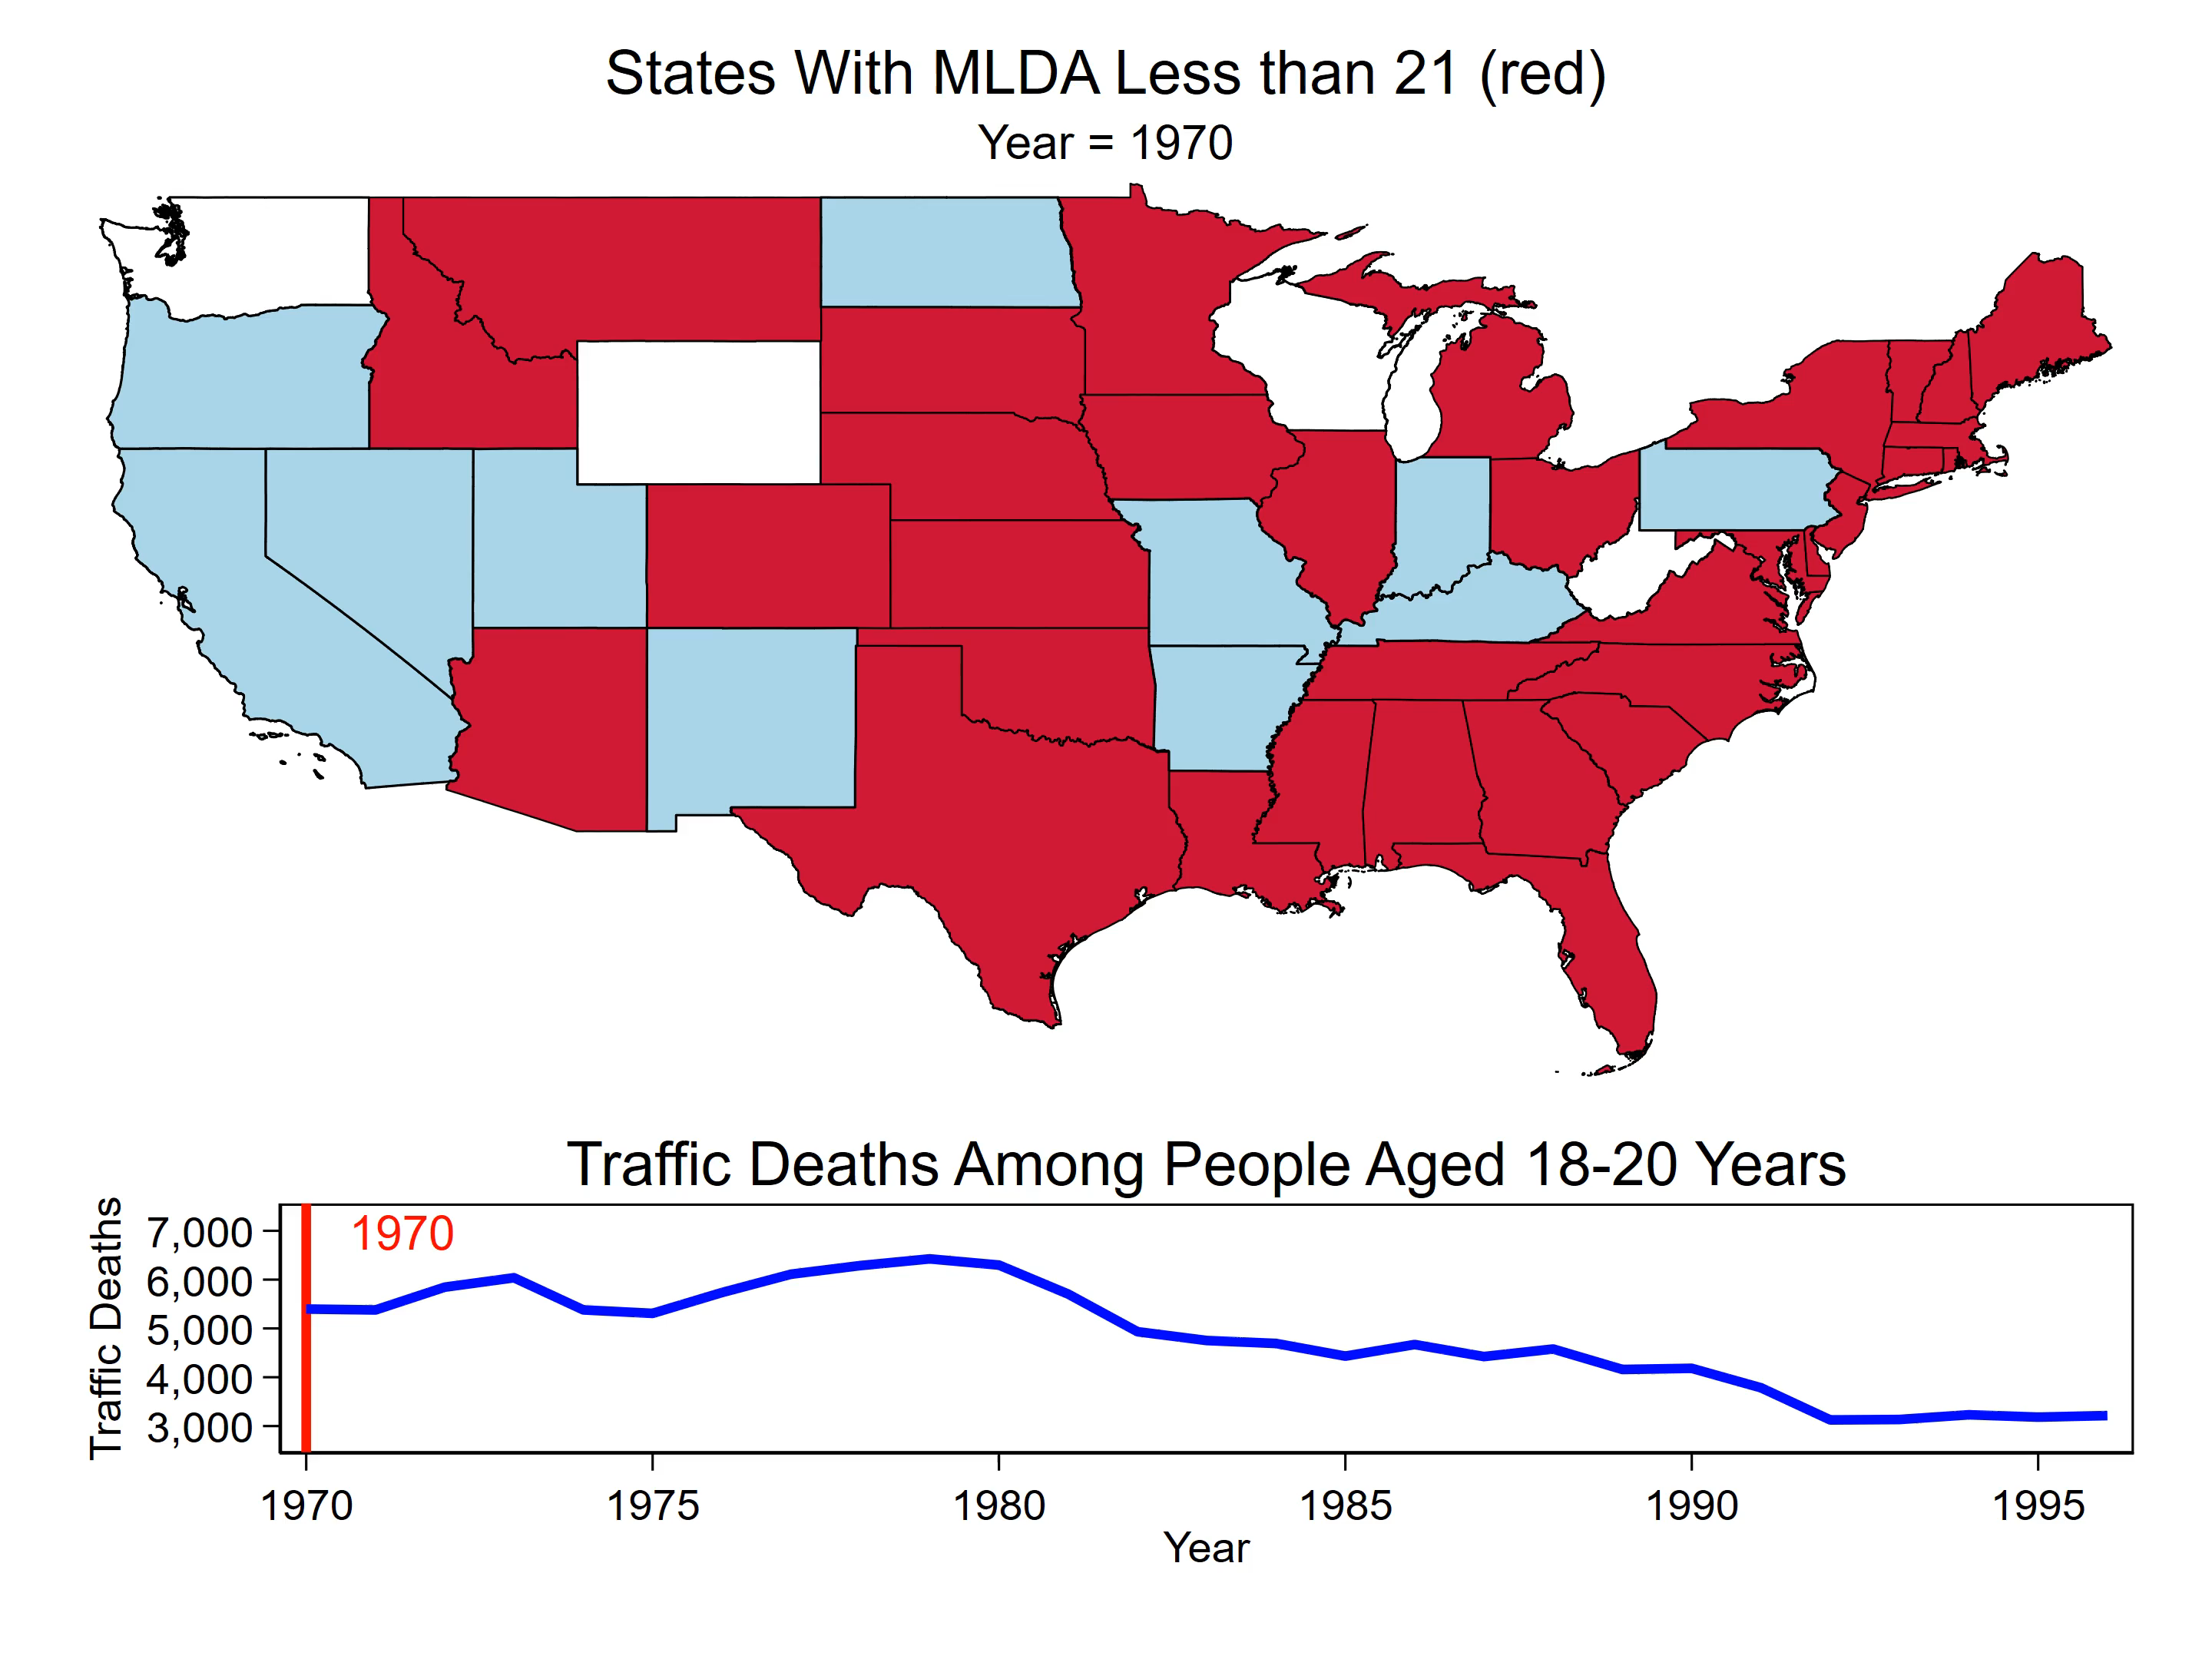 States With MLDA Less than 21 (red)
Year = 1970
Traffic Deaths Among People Aged 18-20 Years
Traffic Deaths
7,000
6,000
5,000
4,000
3,000
1970
1970
1975
1980
1985
1990
1995
Year